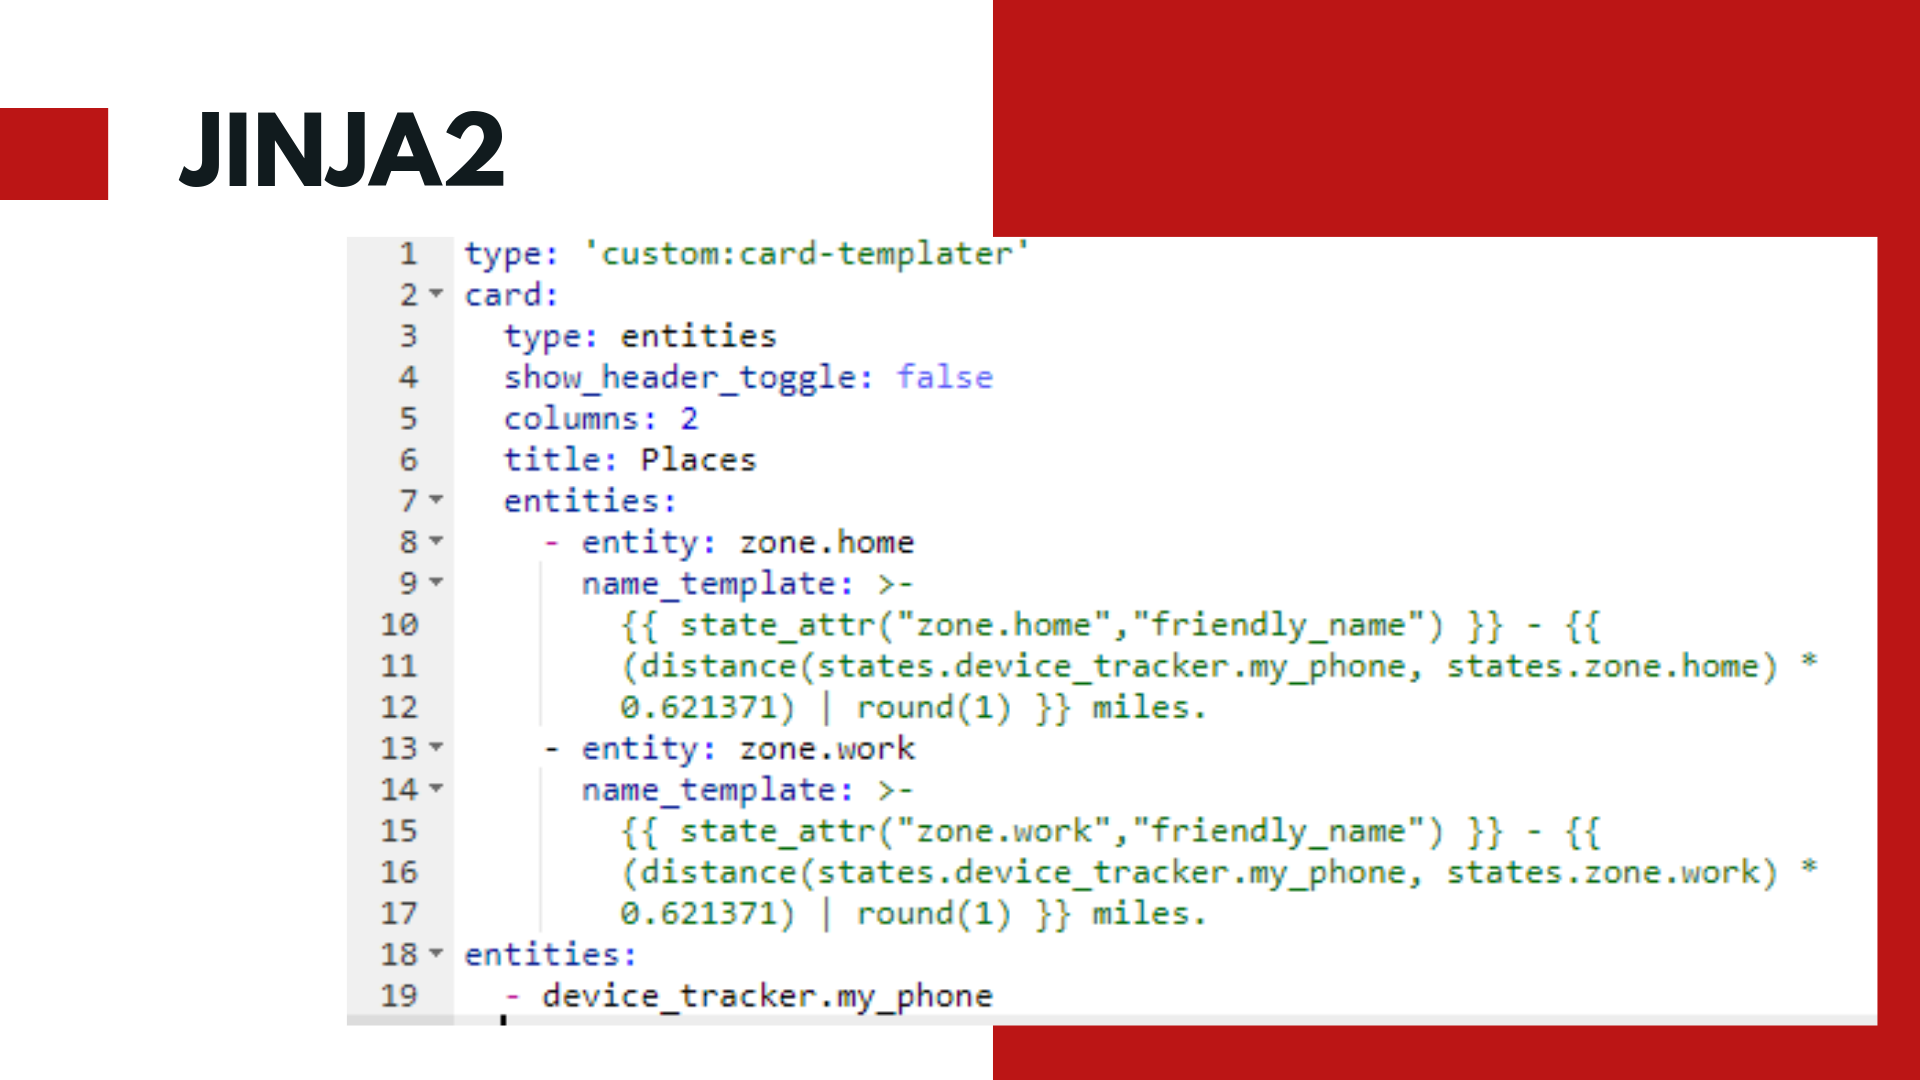 JINJA2
1 type: 'custom:card-templater'
2 card:
3   type: entities
4   show_header_toggle: false
5   columns: 2
6   title: Places
7   entities:
8     - entity: zone.home
9       name_template: >-
10         {{ state_attr("zone.home","friendly_name") }} - {{
11         (distance(states.device_tracker.my_phone, states.zone.home) *
12         0.621371) | round(1) }} miles.
13     - entity: zone.work
14       name_template: >-
15         {{ state_attr("zone.work","friendly_name") }} - {{
16         (distance(states.device_tracker.my_phone, states.zone.work) *
17         0.621371) | round(1) }} miles.
18 entities:
19   - device_tracker.my_phone